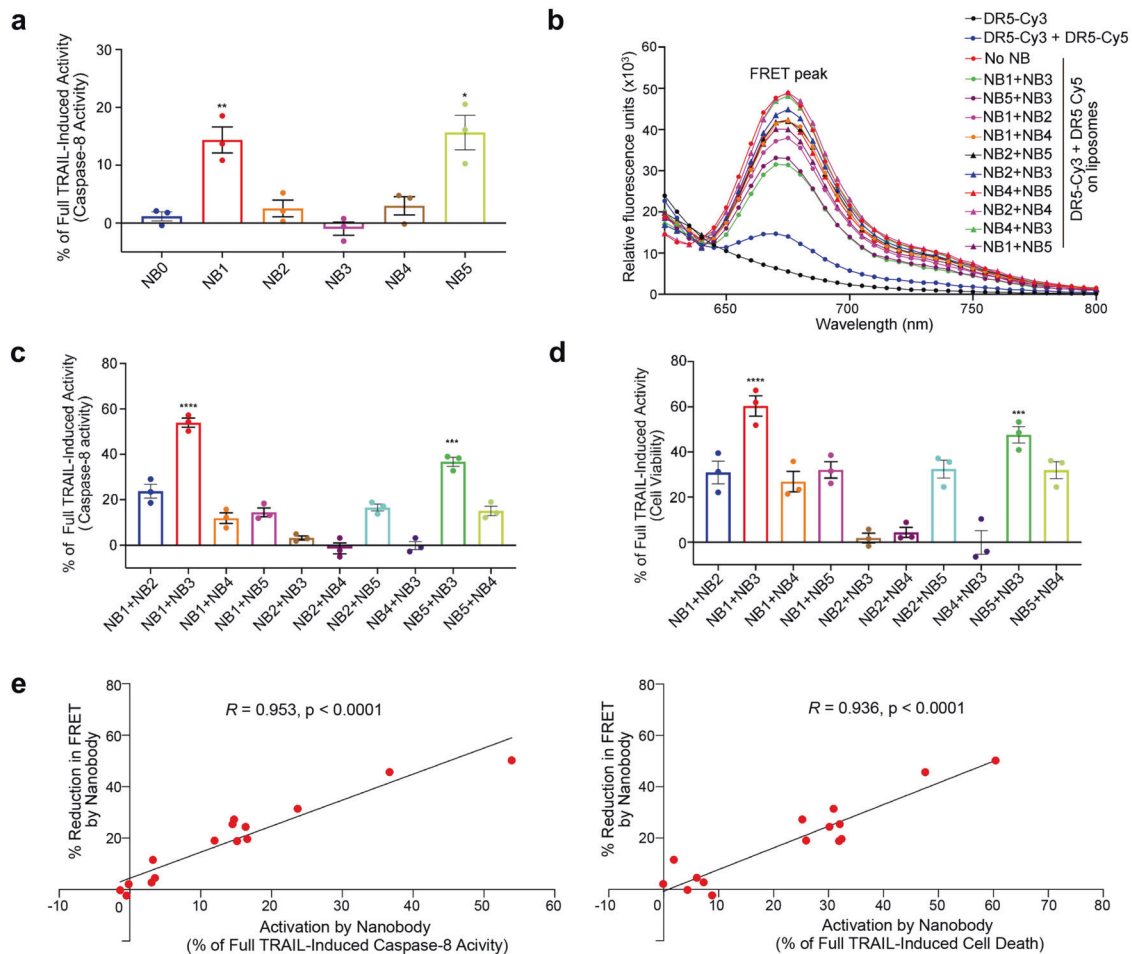 a
% of Full TRAIL-Induced Activity
(Caspase-8 Activity)
30
20
10
0
**
*
NB0
NB1
NB2
NB3
NB4
NB5
b
Relative fluorescence units (x10³)
60
50
40
30
20
10
0
FRET peak
650
700
750
800
Wavelength (nm)
DR5-Cy3
DR5-Cy3 + DR5-Cy5
No NB
NB1+NB3
NB5+NB3
NB1+NB2
NB1+NB4
NB2+NB5
NB2+NB3
NB4+NB5
NB2+NB4
NB4+NB3
NB1+NB5
DR5-Cy3 + DR5 Cy5
on liposomes
c
% of Full TRAIL-Induced Activity
(Caspase-8 activity)
80
60
40
20
0
****
***
NB1+NB2
NB1+NB3
NB1+NB4
NB1+NB5
NB2+NB3
NB2+NB4
NB2+NB5
NB4+NB3
NB5+NB3
NB5+NB4
d
% of Full TRAIL-Induced Activity
(Cell Viability)
80
60
40
20
0
****
***
NB1+NB2
NB1+NB3
NB1+NB4
NB1+NB5
NB2+NB3
NB2+NB4
NB2+NB5
NB4+NB3
NB5+NB3
NB5+NB4
e
% Reduction in FRET
by Nanobody
80
60
40
20
R = 0.953, p < 0.0001
-10
0
10
20
30
40
50
60
Activation by Nanobody
(% of Full TRAIL-Induced Caspase-8 Acivity)
% Reduction in FRET
by Nanobody
80
60
40
20
R = 0.936, p < 0.0001
-10
0
10
20
30
40
50
60
70
80
Activation by Nanobody
(% of Full TRAIL-Induced Cell Death)